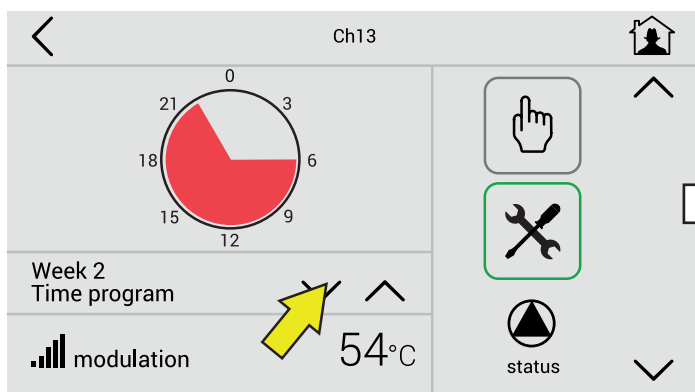 Ch13
0
21
3
18
6
15
9
12
Week 2
Time program
modulation
54°C
status